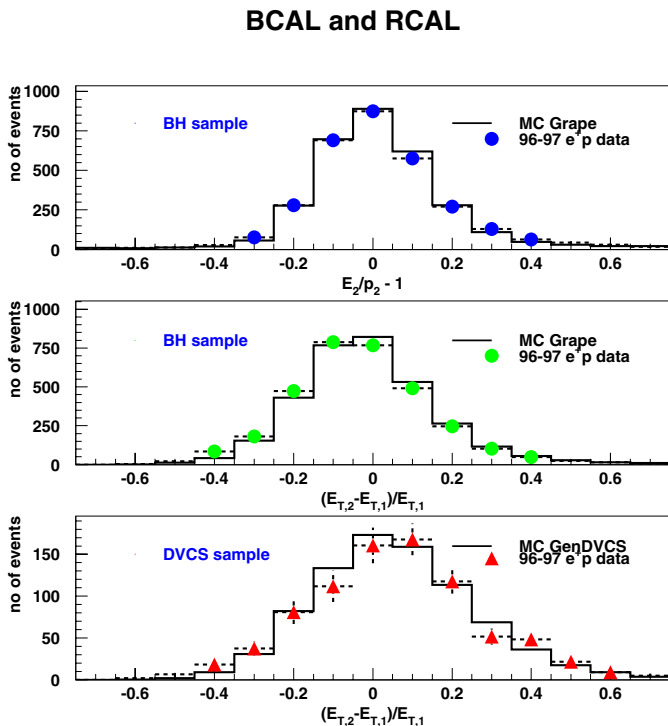 BCAL and RCAL
no of events
1000
750
500
250
0
BH sample
MC Grape
96-97 e⁺p data
-0.6 -0.4 -0.2 0 0.2 0.4 0.6
E₂/p₂ - 1
no of events
1000
750
500
250
0
BH sample
MC Grape
96-97 e⁺p data
-0.6 -0.4 -0.2 0 0.2 0.4 0.6
(E_T,2-E_T,1)/E_T,1
no of events
150
100
50
0
DVCS sample
MC GenDVCS
96-97 e⁺p data
-0.6 -0.4 -0.2 0 0.2 0.4 0.6
(E_T,2-E_T,1)/E_T,1